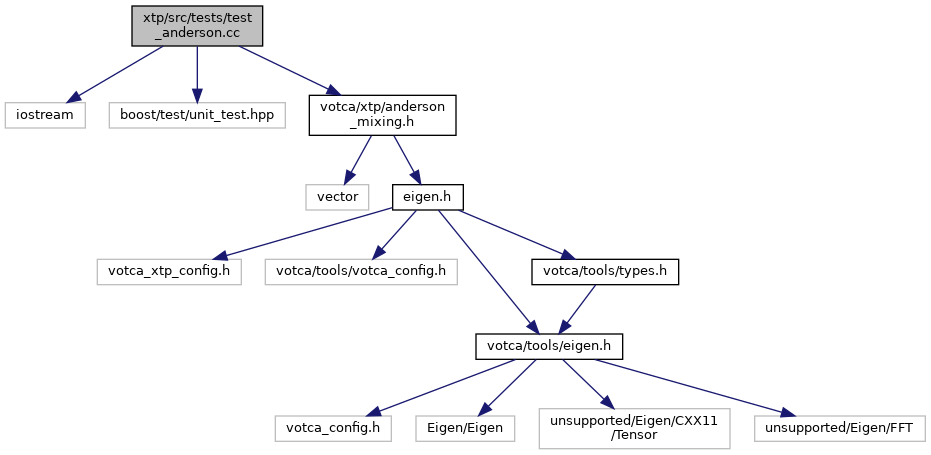 xtp/src/tests/test
_anderson.cc
iostream
boost/test/unit_test.hpp
votca/xtp/anderson
_mixing.h
vector
eigen.h
votca_xtp_config.h
votca/tools/votca_config.h
votca/tools/types.h
votca/tools/eigen.h
votca_config.h
Eigen/Eigen
unsupported/Eigen/CXX11
/Tensor
unsupported/Eigen/FFT